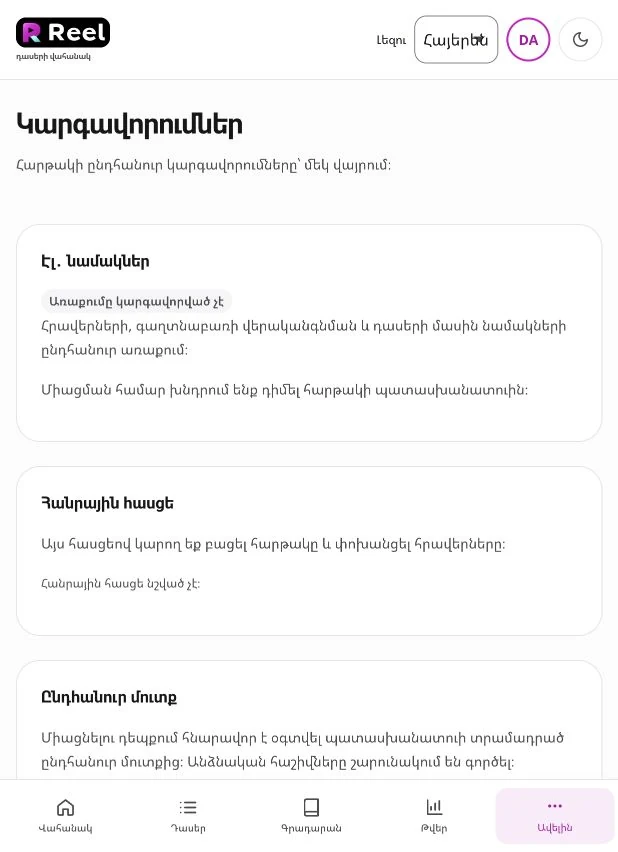 Reel
դասերի վահանակ
Լեզու
Հայերեն
DA
Կարգավորումներ
Հարթակի ընդհանուր կարգավորումները՝ մեկ վայրում։
Էլ. նամակներ
Առաքումը կարգավորված չէ
Հրավերների, գաղտնաբառի վերականգնման և դասերի մասին նամակների
ընդհանուր առաքում։
Միացման համար խնդրում ենք դիմել հարթակի պատասխանատուին։
Հանրային հասցե
Այս հասցեով կարող եք բացել հարթակը և փոխանցել հրավերները։
Հանրային հասցե նշված չէ։
Ընդհանուր մուտք
Միացնելու դեպքում հնարավոր է օգտվել պատասխանատուի տրամադրած
ընդհանուր մուտքից։ Անձնական հաշիվները շարունակում են գործել։
Վահանակ
Դասեր
Գրադարան
Թվեր
Ավելին